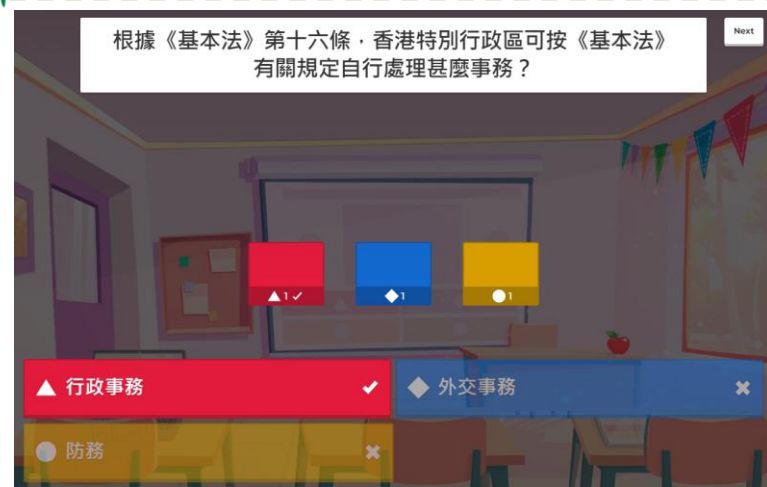 根據《基本法》第十六條，香港特別行政區可按《基本法》
有關規定自行處理甚麼事務？
Next
1
1
1
行政事務
外交事務
防務